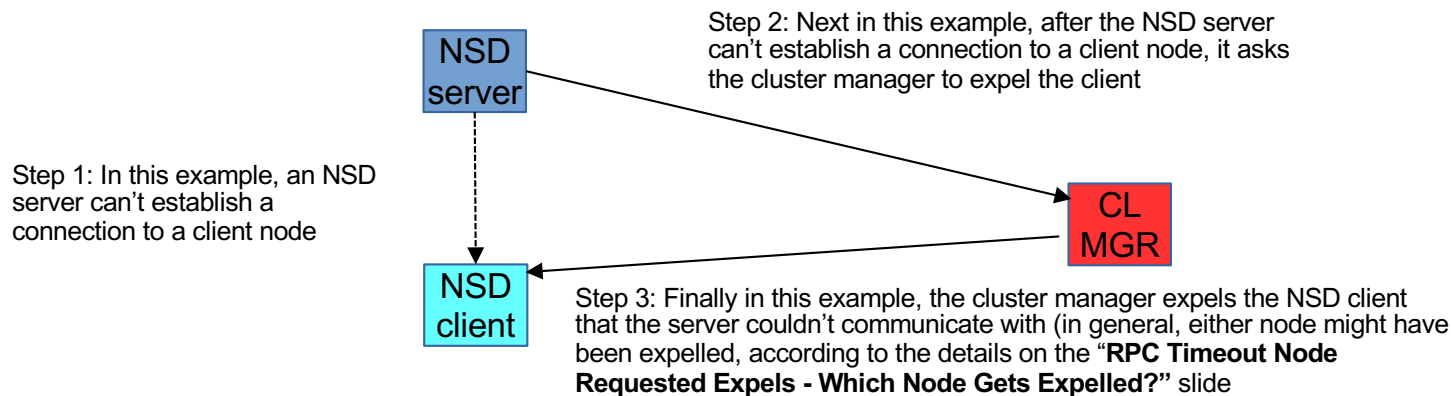 Step 2: Next in this example, after the NSD server
can’t establish a connection to a client node, it asks
the cluster manager to expel the client
NSD
server
Step 1: In this example, an NSD
server can’t establish a
connection to a client node
CL
MGR
NSD
client
Step 3: Finally in this example, the cluster manager expels the NSD client
that the server couldn’t communicate with (in general, either node might have
been expelled, according to the details on the “RPC Timeout Node
Requested Expels - Which Node Gets Expelled?” slide